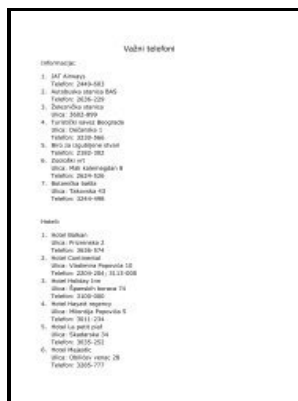 Važni telefoni
Informacije:
1. JAT Airways
Telefon: 2449-583
2. Autobuska stanica BAS
Telefon: 2636-229
3. Železnička stanica
Ulica: 3602-899
4. Turistički savez Beograda
Ulica: Dečanska 1
Telefon: 3239-566
5. Biro za izgubljene stvari
Telefon: 2182-392
6. Zoološki vrt
Ulica: Mali kalemegdan 8
Telefon: 2624-526
7. Botanička bašta
Ulica: Takovska 43
Telefon: 3244-498
Hoteli:
1. Hotel Balkan
Ulica: Prizrenska 2
Telefon: 3636-574
2. Hotel Continental
Ulica: Vladimira Popovića 10
Telefon: 2204-204; 3113-008
3. Hotel Holiday Inn
Ulica: Španskih boraca 74
Telefon: 3100-000
4. Hotel Hayatt regency
Ulica: Milentija Popovića 5
Telefon: 3011-234
5. Hotel Le petit piaf
Ulica: Skadarska 34
Telefon: 3035-252
6. Hotel Majestic
Ulica: Obilićev venac 28
Telefon: 3285-777